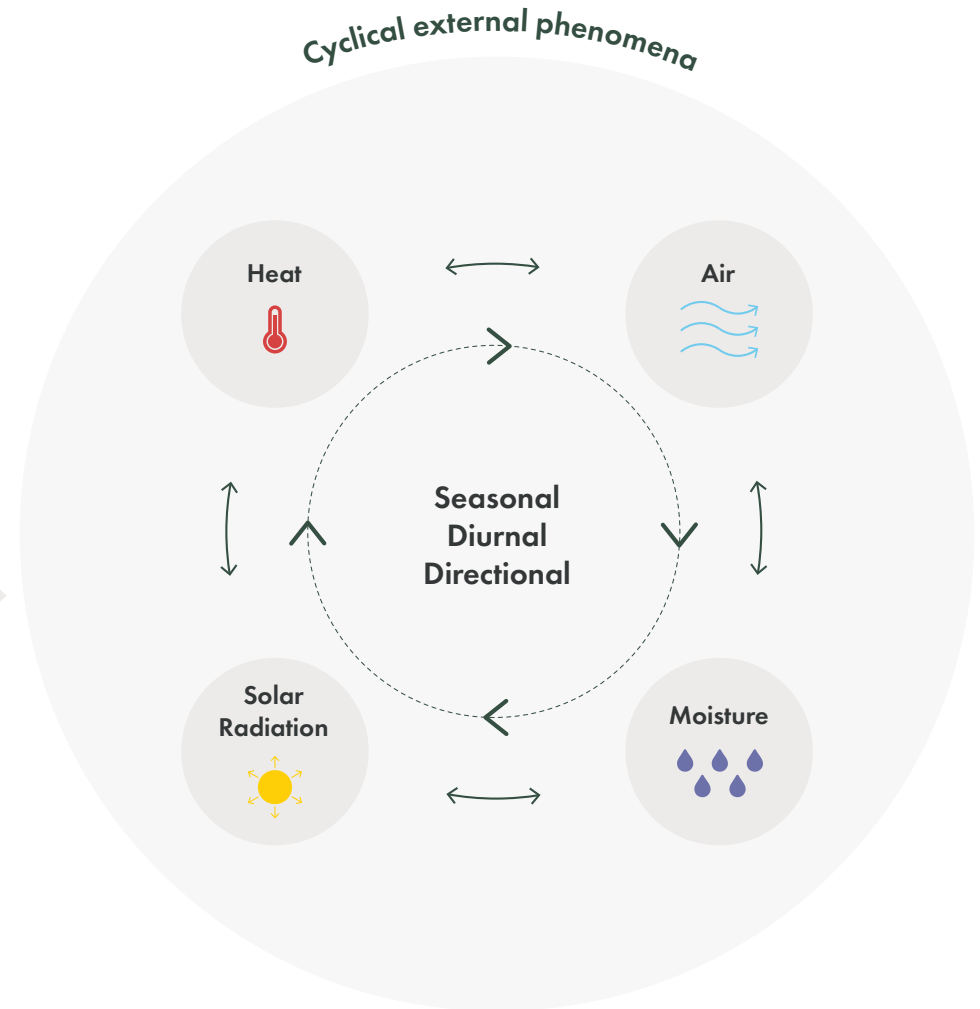 Cyclical external phenomena
Heat
Air
Seasonal
Diurnal
Directional
Solar
Radiation
Moisture